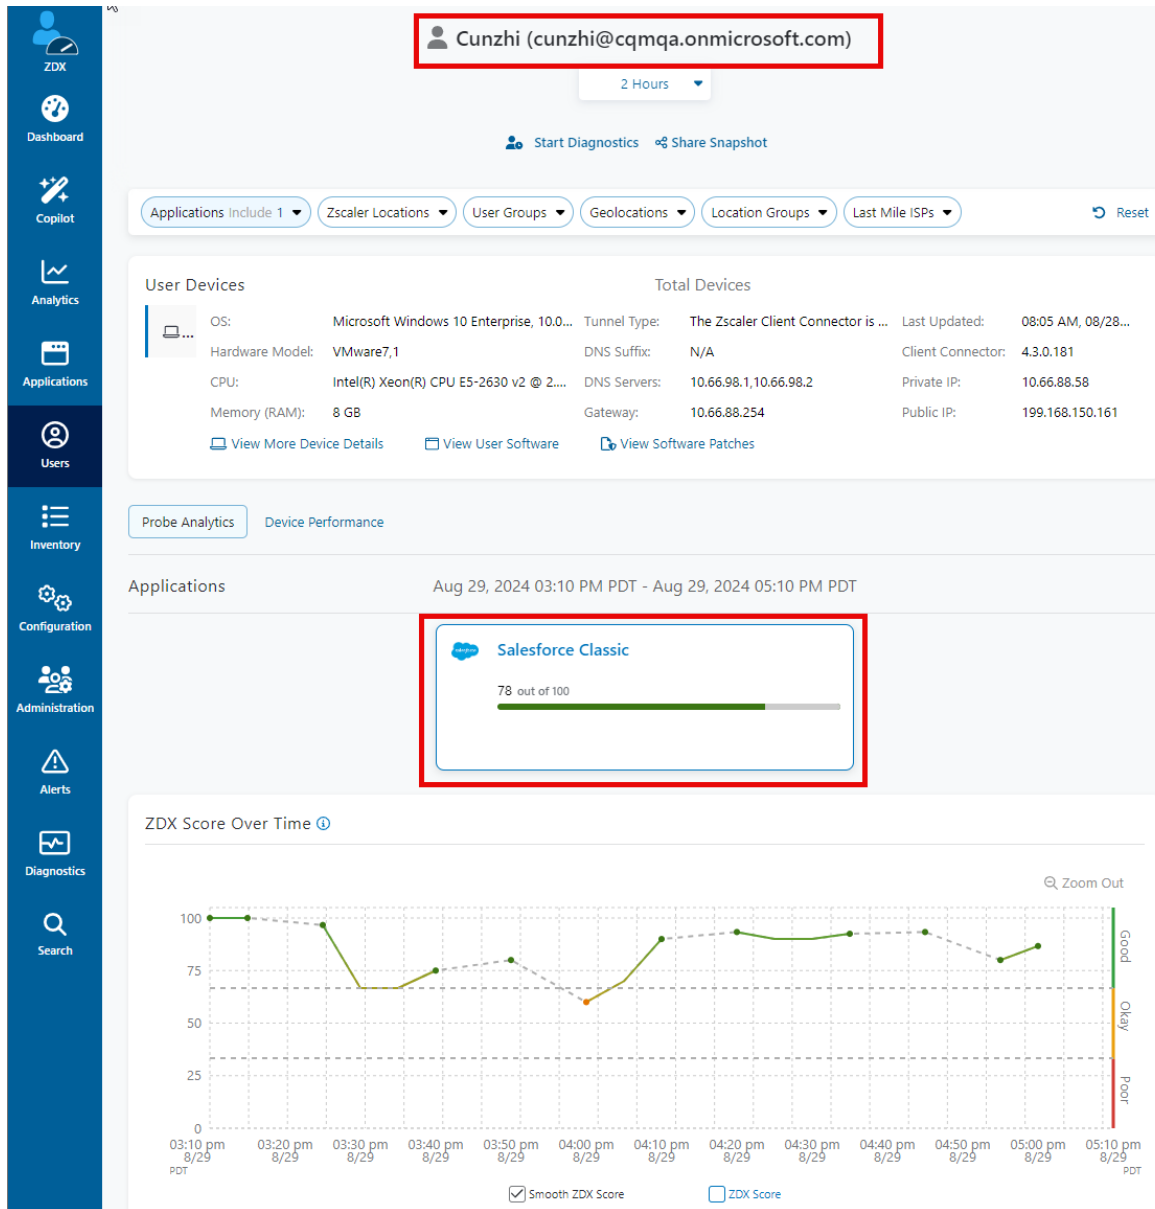 Cunzhi (cunzhi@cqmqa.onmicrosoft.com)
2 Hours
Start Diagnostics Share Snapshot
ZDX
Dashboard
Copilot
Analytics
Applications
Users
Inventory
Configuration
Administration
Alerts
Diagnostics
Search
Applications Include 1 Zscaler Locations User Groups Geolocations Location Groups Last Mile ISPs Reset
User Devices Total Devices
... OS: Microsoft Windows 10 Enterprise, 10.0... Tunnel Type: The Zscaler Client Connector is ... Last Updated: 08:05 AM, 08/28...
Hardware Model: VMware7,1 DNS Suffix: N/A Client Connector: 4.3.0.181
CPU: Intel(R) Xeon(R) CPU E5-2630 v2 @ 2.... DNS Servers: 10.66.98.1,10.66.98.2 Private IP: 10.66.88.58
Memory (RAM): 8 GB Gateway: 10.66.88.254 Public IP: 199.168.150.161
View More Device Details View User Software View Software Patches
Probe Analytics Device Performance
Applications Aug 29, 2024 03:10 PM PDT - Aug 29, 2024 05:10 PM PDT
salesforce Salesforce Classic
78 out of 100
ZDX Score Over Time
Zoom Out
100
75
50
25
0
Good
Okay
Poor
03:10 pm 03:20 pm 03:30 pm 03:40 pm 03:50 pm 04:00 pm 04:10 pm 04:20 pm 04:30 pm 04:40 pm 04:50 pm 05:00 pm 05:10 pm
8/29 8/29 8/29 8/29 8/29 8/29 8/29 8/29 8/29 8/29 8/29 8/29 8/29
PDT PDT
Smooth ZDX Score ZDX Score